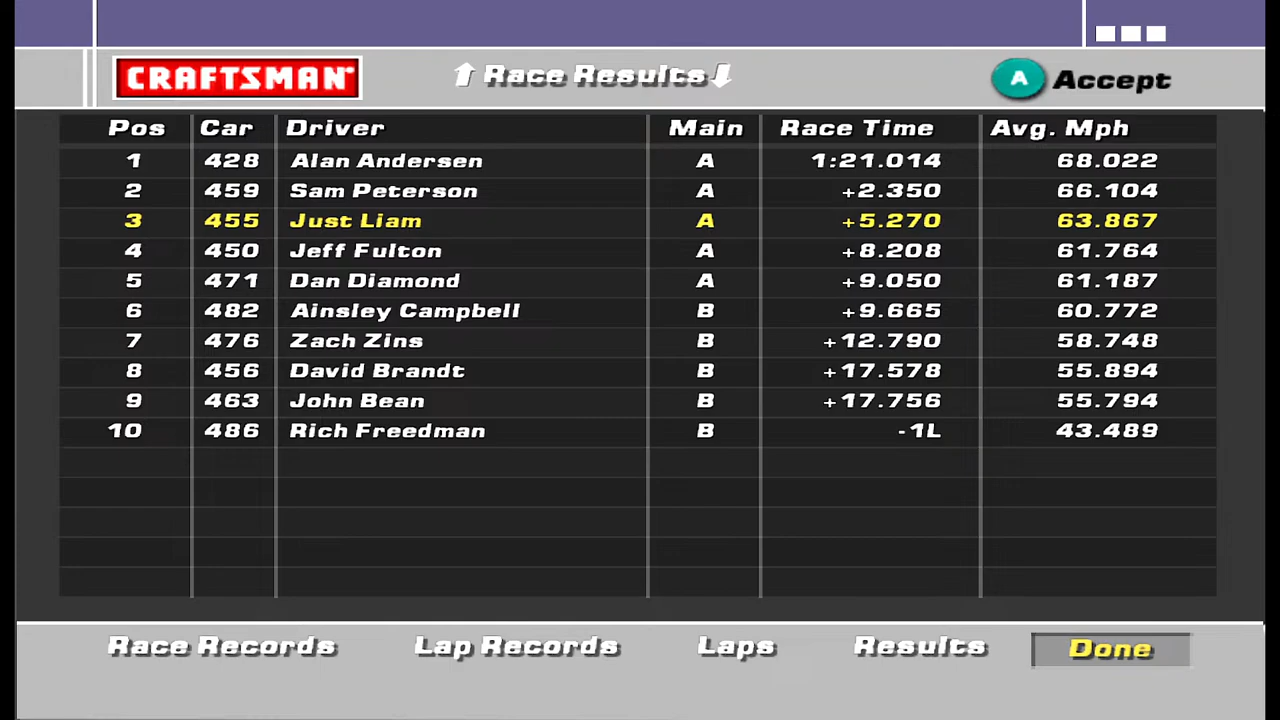 CRAFTSMAN Race Results A Accept
Pos Car Driver Main Race Time Avg. Mph
1 428 Alan Andersen A 1:21.014 68.022
2 459 Sam Peterson A +2.350 66.104
3 455 Just Liam A +5.270 63.867
4 450 Jeff Fulton A +8.208 61.764
5 471 Dan Diamond A +9.050 61.187
6 482 Ainsley Campbell B +9.665 60.772
7 476 Zach Zins B +12.790 58.748
8 456 David Brandt B +17.578 55.894
9 463 John Bean B +17.756 55.794
10 486 Rich Freedman B -1L 43.489
Race Records Lap Records Laps Results Done